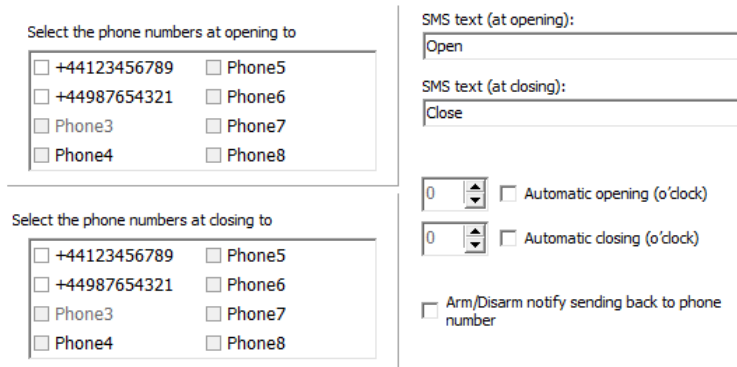 Select the phone numbers at opening to
+44123456789 Phone5
+44987654321 Phone6
Phone3 Phone7
Phone4 Phone8
Select the phone numbers at closing to
+44123456789 Phone5
+44987654321 Phone6
Phone3 Phone7
Phone4 Phone8
SMS text (at opening):
Open
SMS text (at closing):
Close
0 Automatic opening (o'clock)
0 Automatic closing (o'clock)
Arm/Disarm notify sending back to phone
number